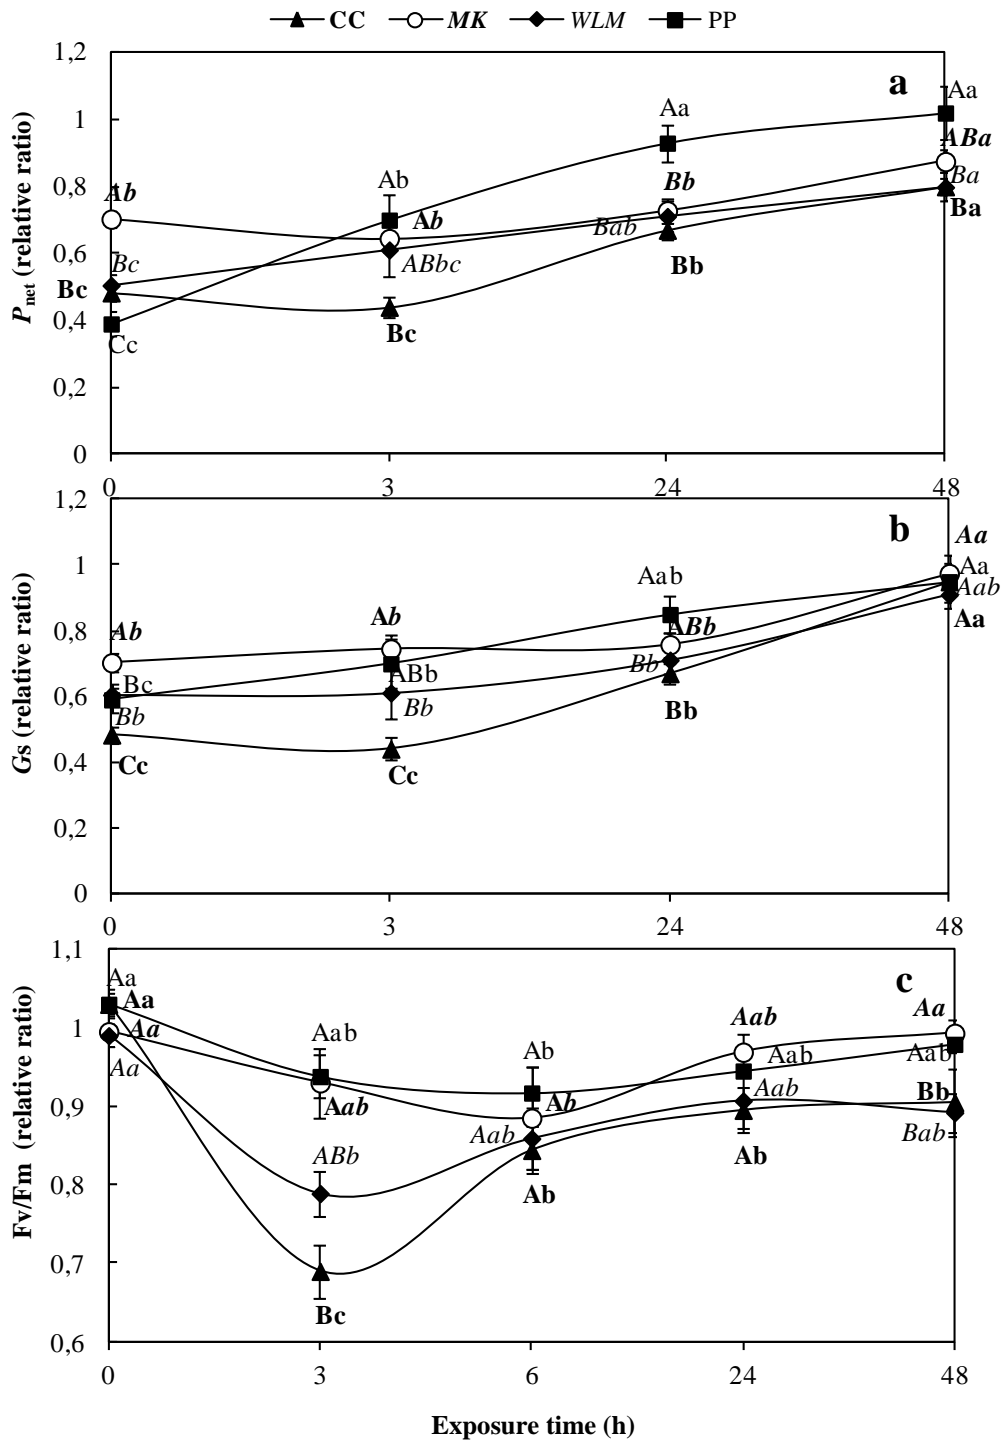 CC MK WLM PP
1,2
a
Aa
Aa
1
ABa
Ab
Bb
Ab
0,8
Ba
Ab
Ba
Bab
0,6
Bc
ABbc
Bb
Bc
0,4
Bc
Cc
0,2
0
0 3 24 48
Pnet (relative ratio)
1,2
b
Aa
1
Aa
Aab
Aab
Aa
0,8
Ab
Ab
ABb
Bc
ABb
Bb
0,6
Bb
Bb
Bb
Cc
Cc
0,4
0,2
0
0 3 24 48
Gs (relative ratio)
1,1
c
Aa
Aa
Aa
1
Aa
Aab
Ab
Aab
Aab
Aab
Aa
Aab
Ab
Aab
Bb
0,9
ABb
Aab
Bab
Ab
Ab
0,8
0,7
Bc
0,6
0 3 6 24 48
Fv/Fm (relative ratio)
Exposure time (h)